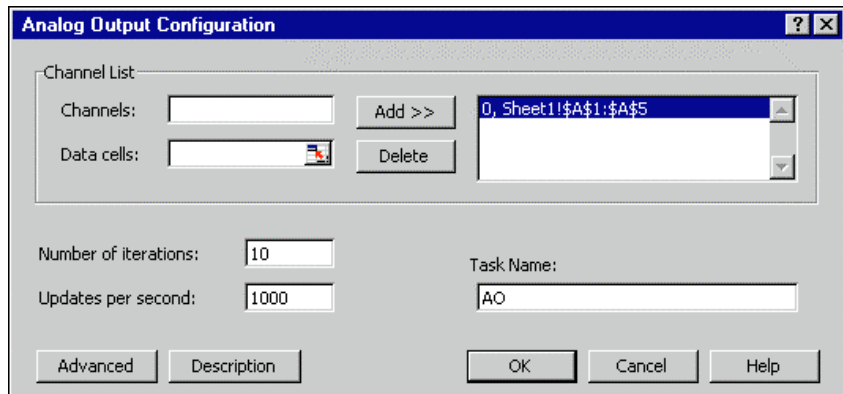 Analog Output Configuration
Channel List
Channels:
Add >>
0, Sheet1!$A$1:$A$5
Data cells:
Delete
Number of iterations:
10
Task Name:
Updates per second:
1000
AO
Advanced
Description
OK
Cancel
Help